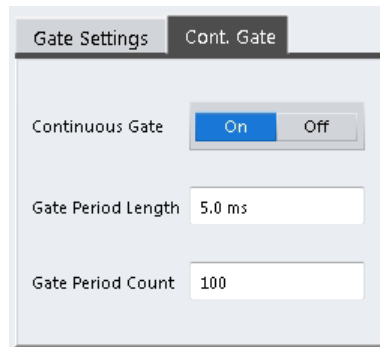 Gate Settings Cont. Gate
Continuous Gate On Off
Gate Period Length 5.0 ms
Gate Period Count 100